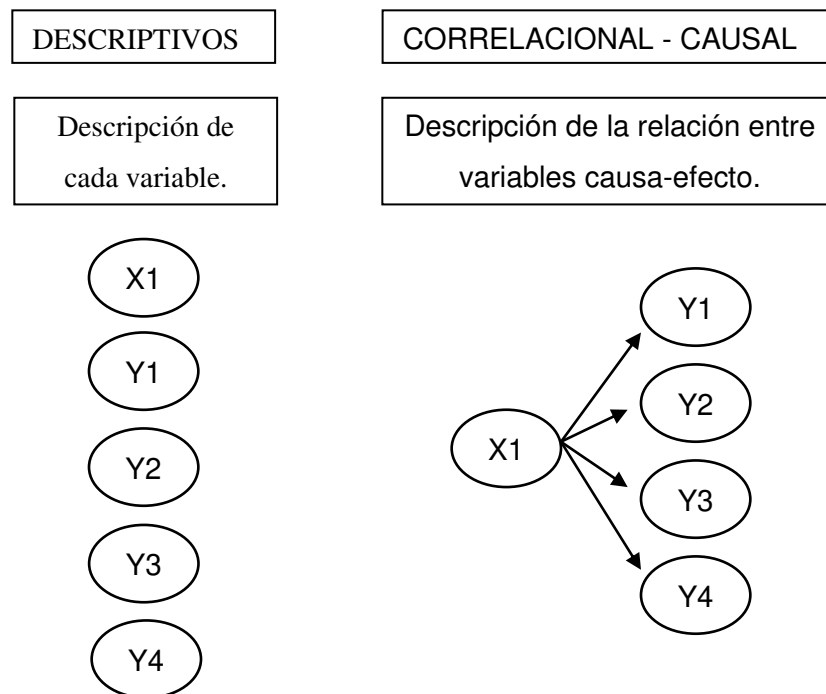 DESCRIPTIVOS
Descripción de
cada variable.
X1
Y1
Y2
Y3
Y4
CORRELACIONAL - CAUSAL
Descripción de la relación entre
variables causa-efecto.
X1
Y1
Y2
Y3
Y4